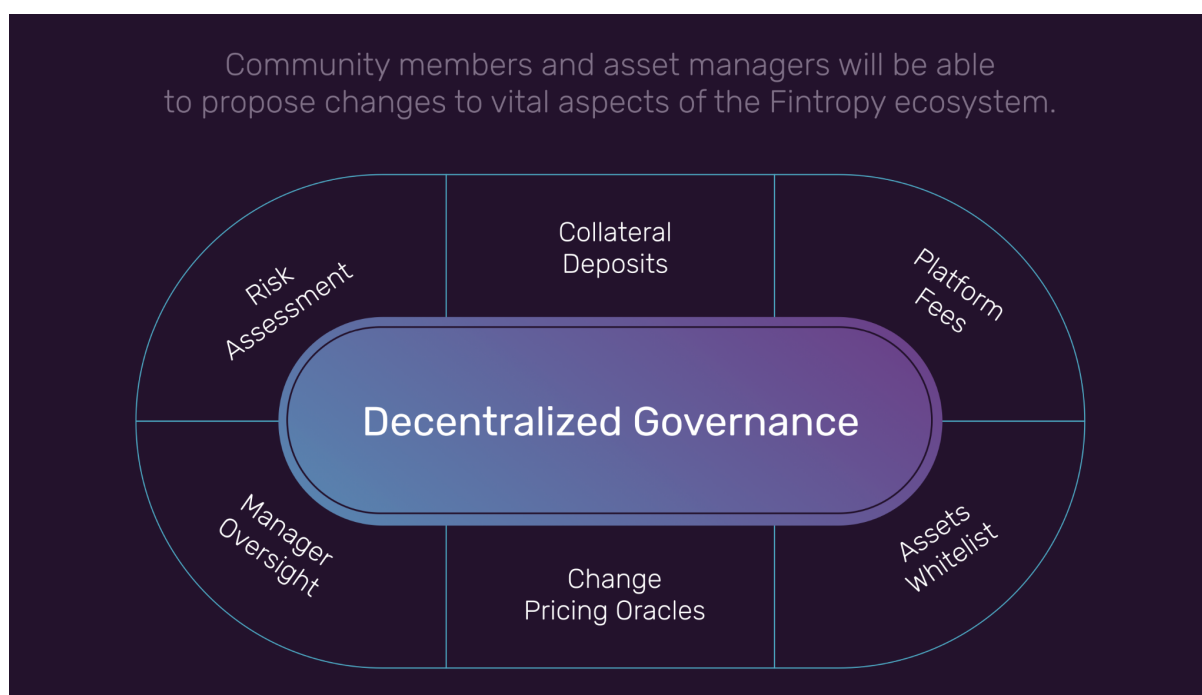 Community members and asset managers will be able
to propose changes to vital aspects of the Fintropy ecosystem.
Risk
Assessment
Collateral
Deposits
Platform
Fees
Decentralized Governance
Manager
Oversight
Change
Pricing Oracles
Assets
Whitelist